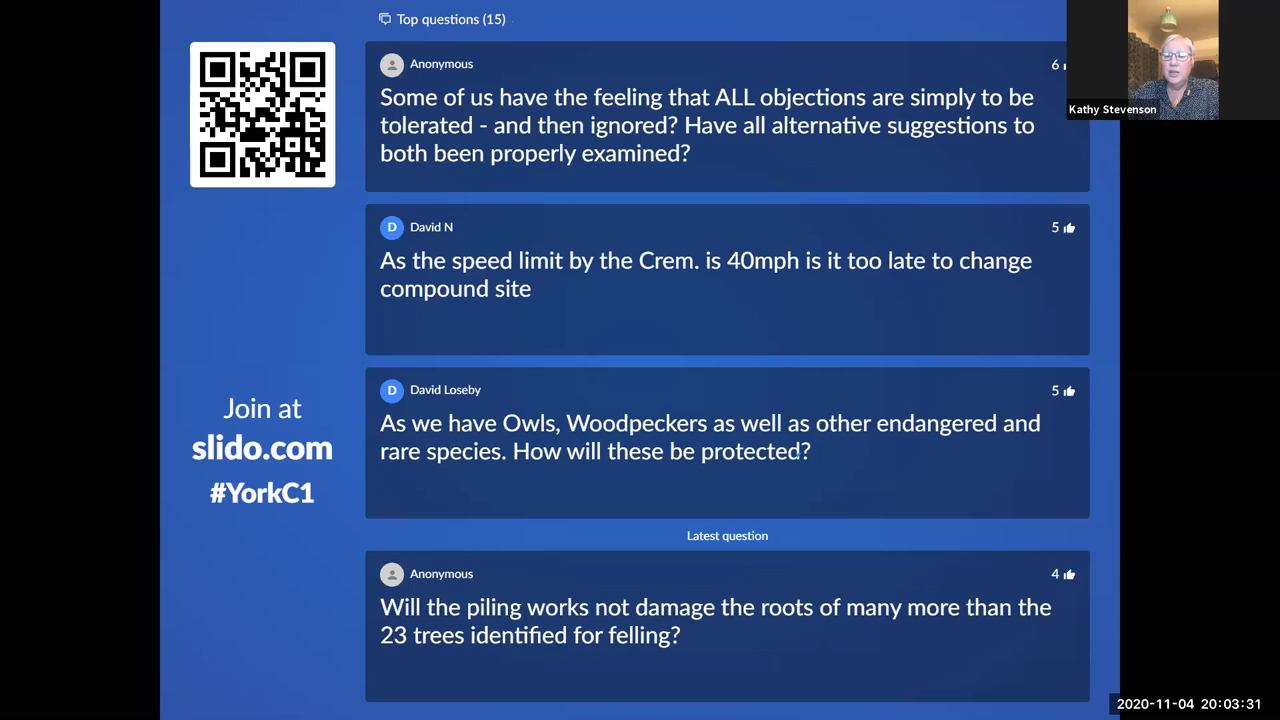 Top questions (15)
Anonymous
6
Some of us have the feeling that ALL objections are simply to be
tolerated - and then ignored? Have all alternative suggestions to
both been properly examined?
Kathy Stevenson
D
David N
5
As the speed limit by the Crem. is 40mph is it too late to change
compound site
D
David Loseby
5
As we have Owls, Woodpeckers as well as other endangered and
rare species. How will these be protected?
Join at
slido.com
#YorkC1
Latest question
Anonymous
4
Will the piling works not damage the roots of many more than the
23 trees identified for felling?
2020-11-04 20:03:31